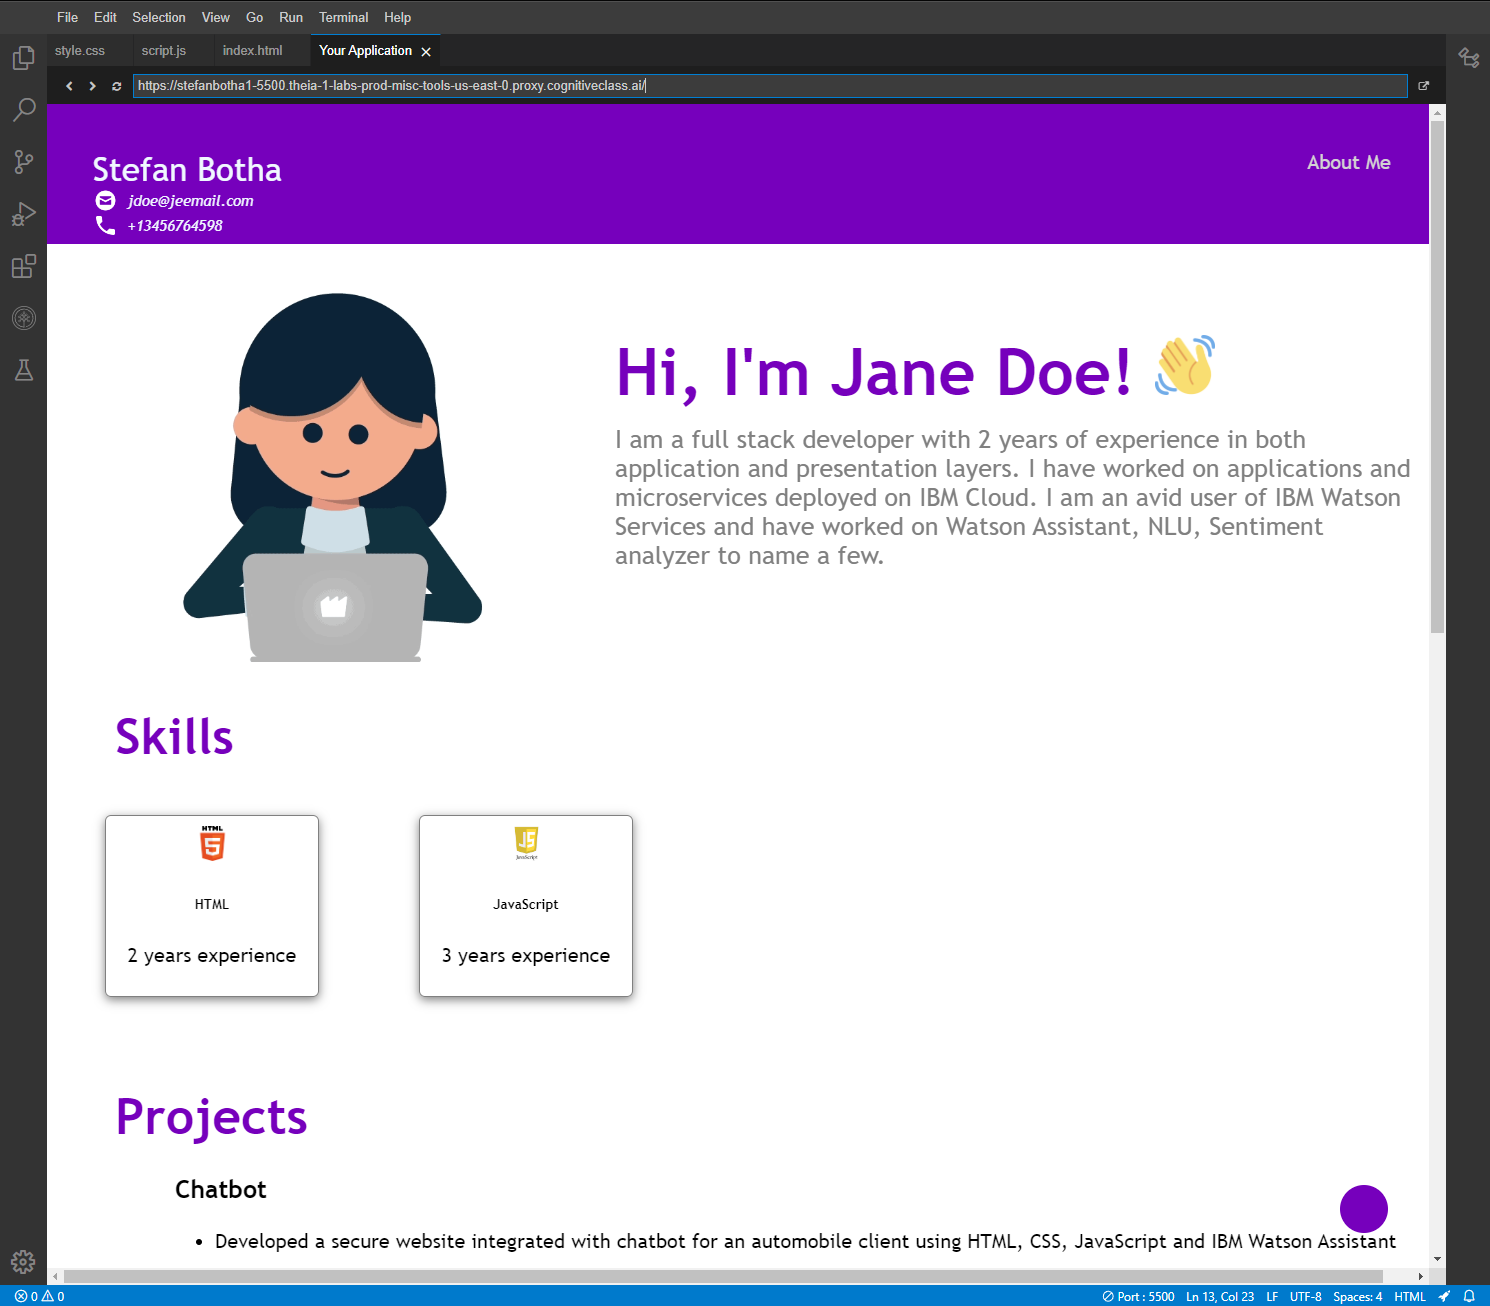 File Edit Selection View Go Run Terminal Help
style.css script.js index.html Your Application
https://stefanbotha1-5500.theia-1-labs-prod-misc-tools-us-east-0.proxy.cognitiveclass.ai/
Stefan Botha
About Me
jdoe@jeemail.com
+13456764598
Hi, I'm Jane Doe!
I am a full stack developer with 2 years of experience in both
application and presentation layers. I have worked on applications and
microservices deployed on IBM Cloud. I am an avid user of IBM Watson
Services and have worked on Watson Assistant, NLU, Sentiment
analyzer to name a few.
Skills
HTML
5
HTML
2 years experience
JS
JavaScript
JavaScript
3 years experience
Projects
Chatbot
• Developed a secure website integrated with chatbot for an automobile client using HTML, CSS, JavaScript and IBM Watson Assistant
0 0 Port : 5500 Ln 13, Col 23 LF UTF-8 Spaces: 4 HTML